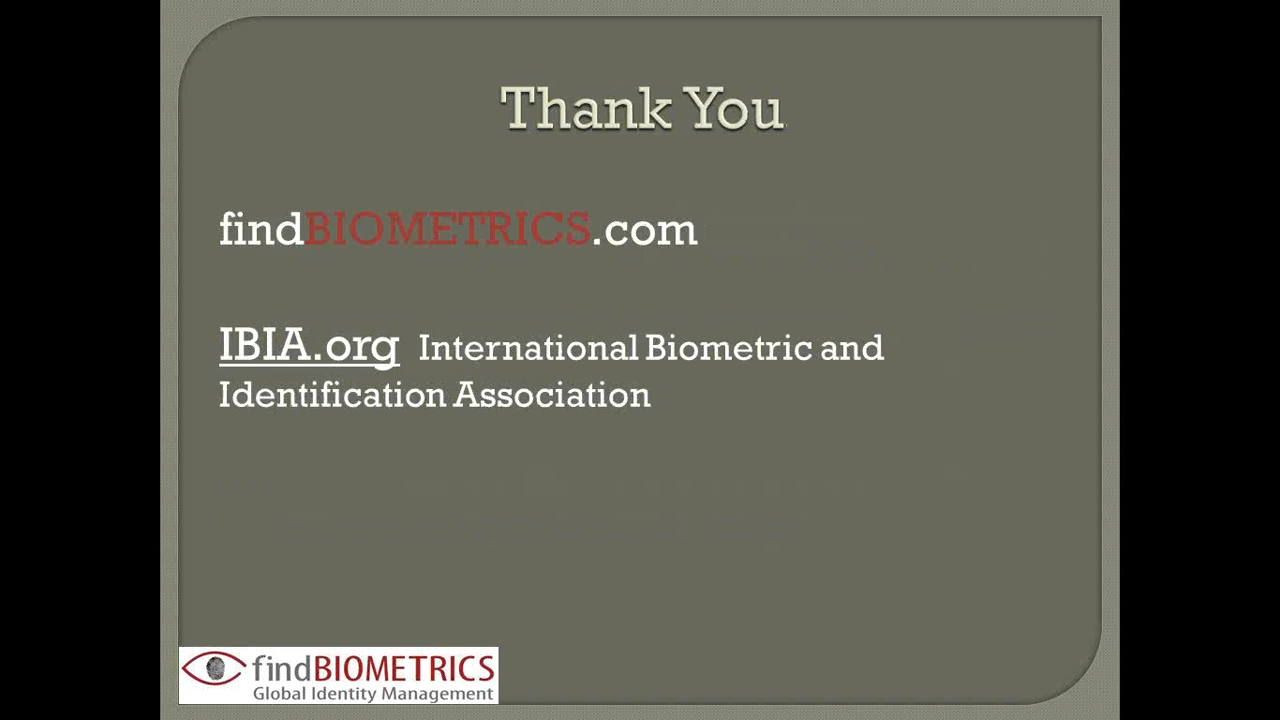 Thank You
findBIOMETRICS.com
IBIA.org International Biometric and
Identification Association
findBIOMETRICS
Global Identity Management